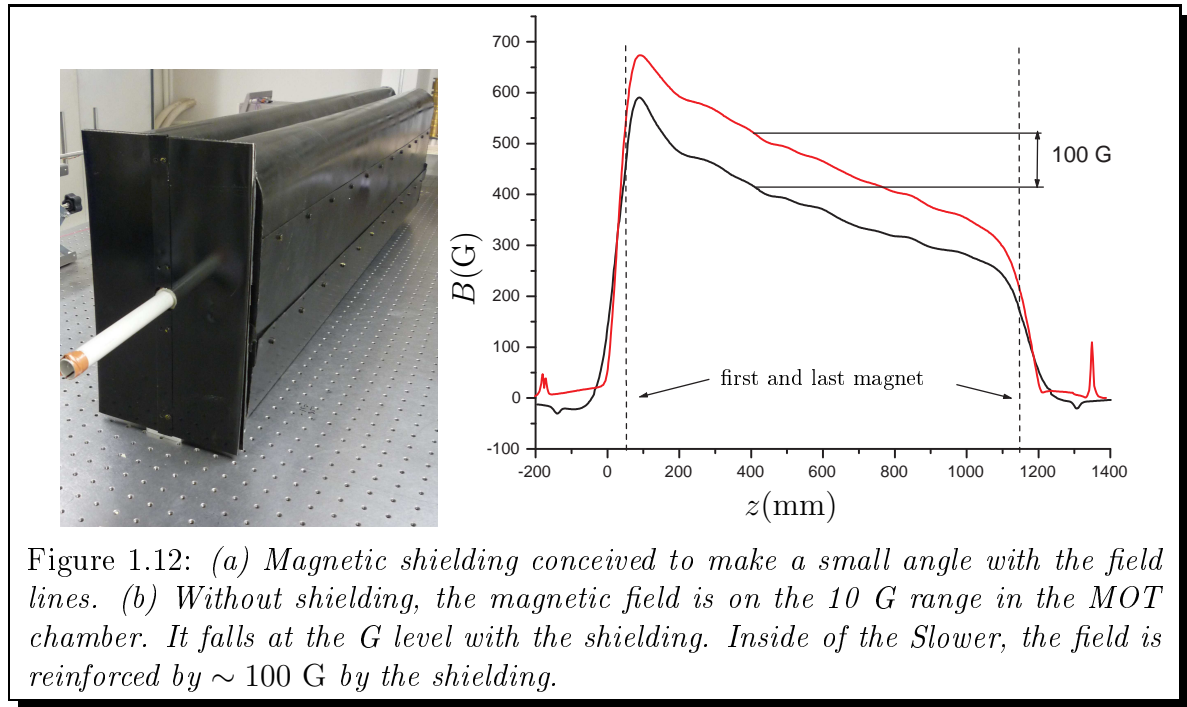 700
600
500
400
300
200
100
0
-100
B(G)
100 G
first and last magnet
-200 0 200 400 600 800 1000 1200 1400
z(mm)
Figure 1.12: (a) Magnetic shielding conceived to make a small angle with the field
lines. (b) Without shielding, the magnetic field is on the 10 G range in the MOT
chamber. It falls at the G level with the shielding. Inside of the Slower, the field is
reinforced by ∼ 100 G by the shielding.